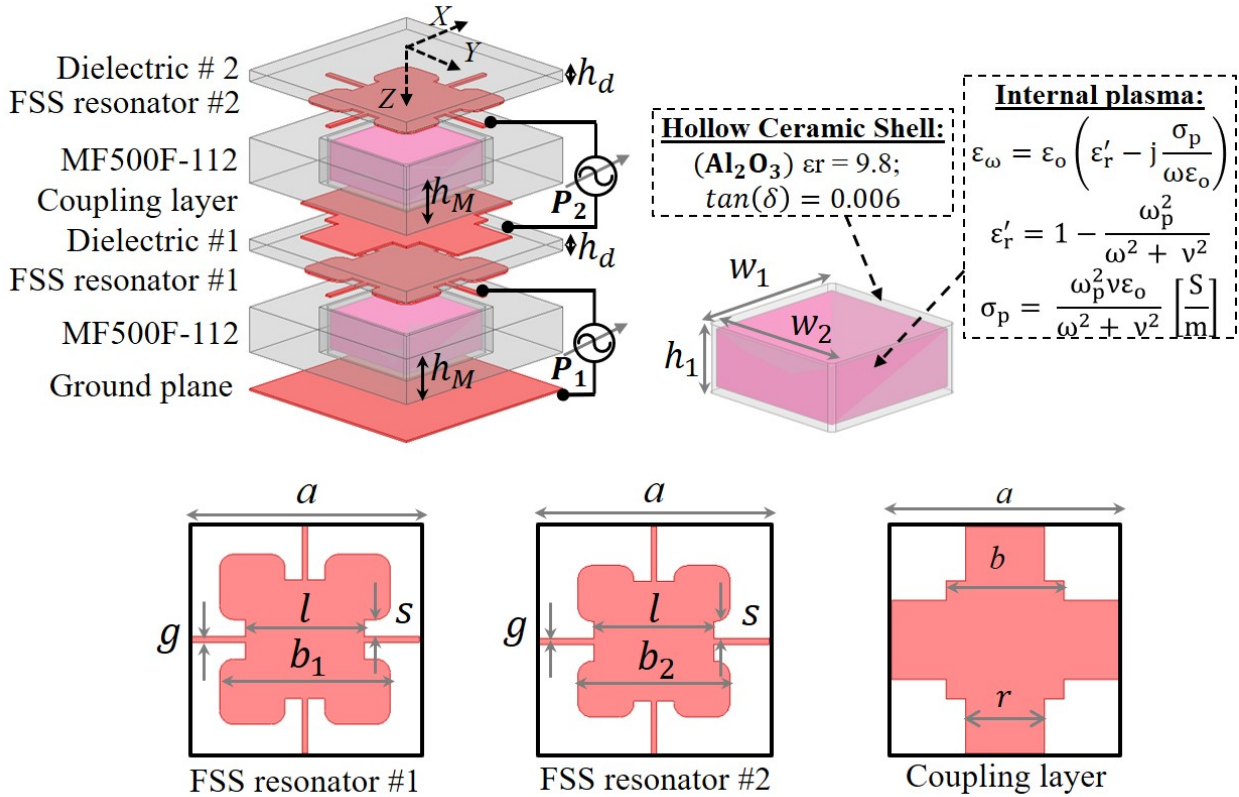 X
Y
Z
Dielectric # 2
h_d
FSS resonator #2
MF500F-112
h_M
P_2
Coupling layer
Dielectric #1
h_d
FSS resonator #1
MF500F-112
h_M
P_1
Ground plane
Hollow Ceramic Shell:
(Al₂O₃) εr = 9.8;
tan(δ) = 0.006
Internal plasma:
ε_ω = ε_o (ε′_r − j σ_p / ωε_o)
ε′_r = 1 − ω_p² / (ω² + ν²)
σ_p = ω_p² νε_o / (ω² + ν²) [S/m]
w_1
w_2
h_1
a
g
l
s
b_1
FSS resonator #1
a
g
l
s
b_2
FSS resonator #2
a
b
r
Coupling layer